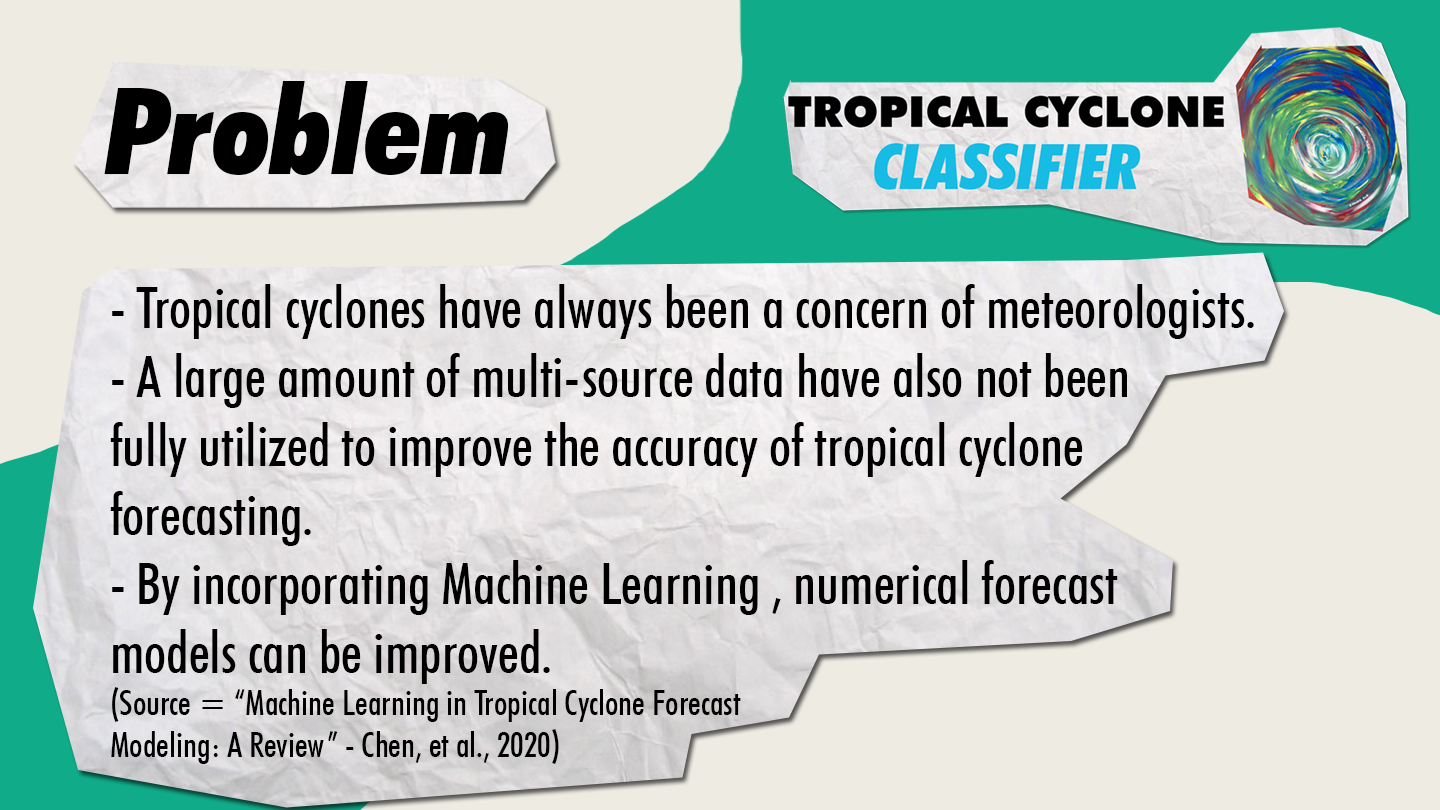 Problem
TROPICAL CYCLONE
CLASSIFIER
- Tropical cyclones have always been a concern of meteorologists.
- A large amount of multi-source data have also not been
fully utilized to improve the accuracy of tropical cyclone
forecasting.
- By incorporating Machine Learning , numerical forecast
models can be improved.
(Source = “Machine Learning in Tropical Cyclone Forecast
Modeling: A Review” - Chen, et al., 2020)